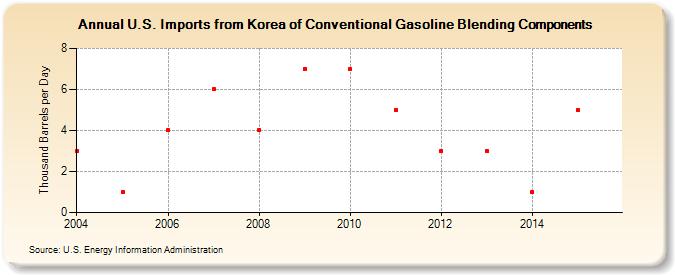 Annual U.S. Imports from Korea of Conventional Gasoline Blending Components
Thousand Barrels per Day
8
6
4
2
0
2004 2006 2008 2010 2012 2014
Source: U.S. Energy Information Administration